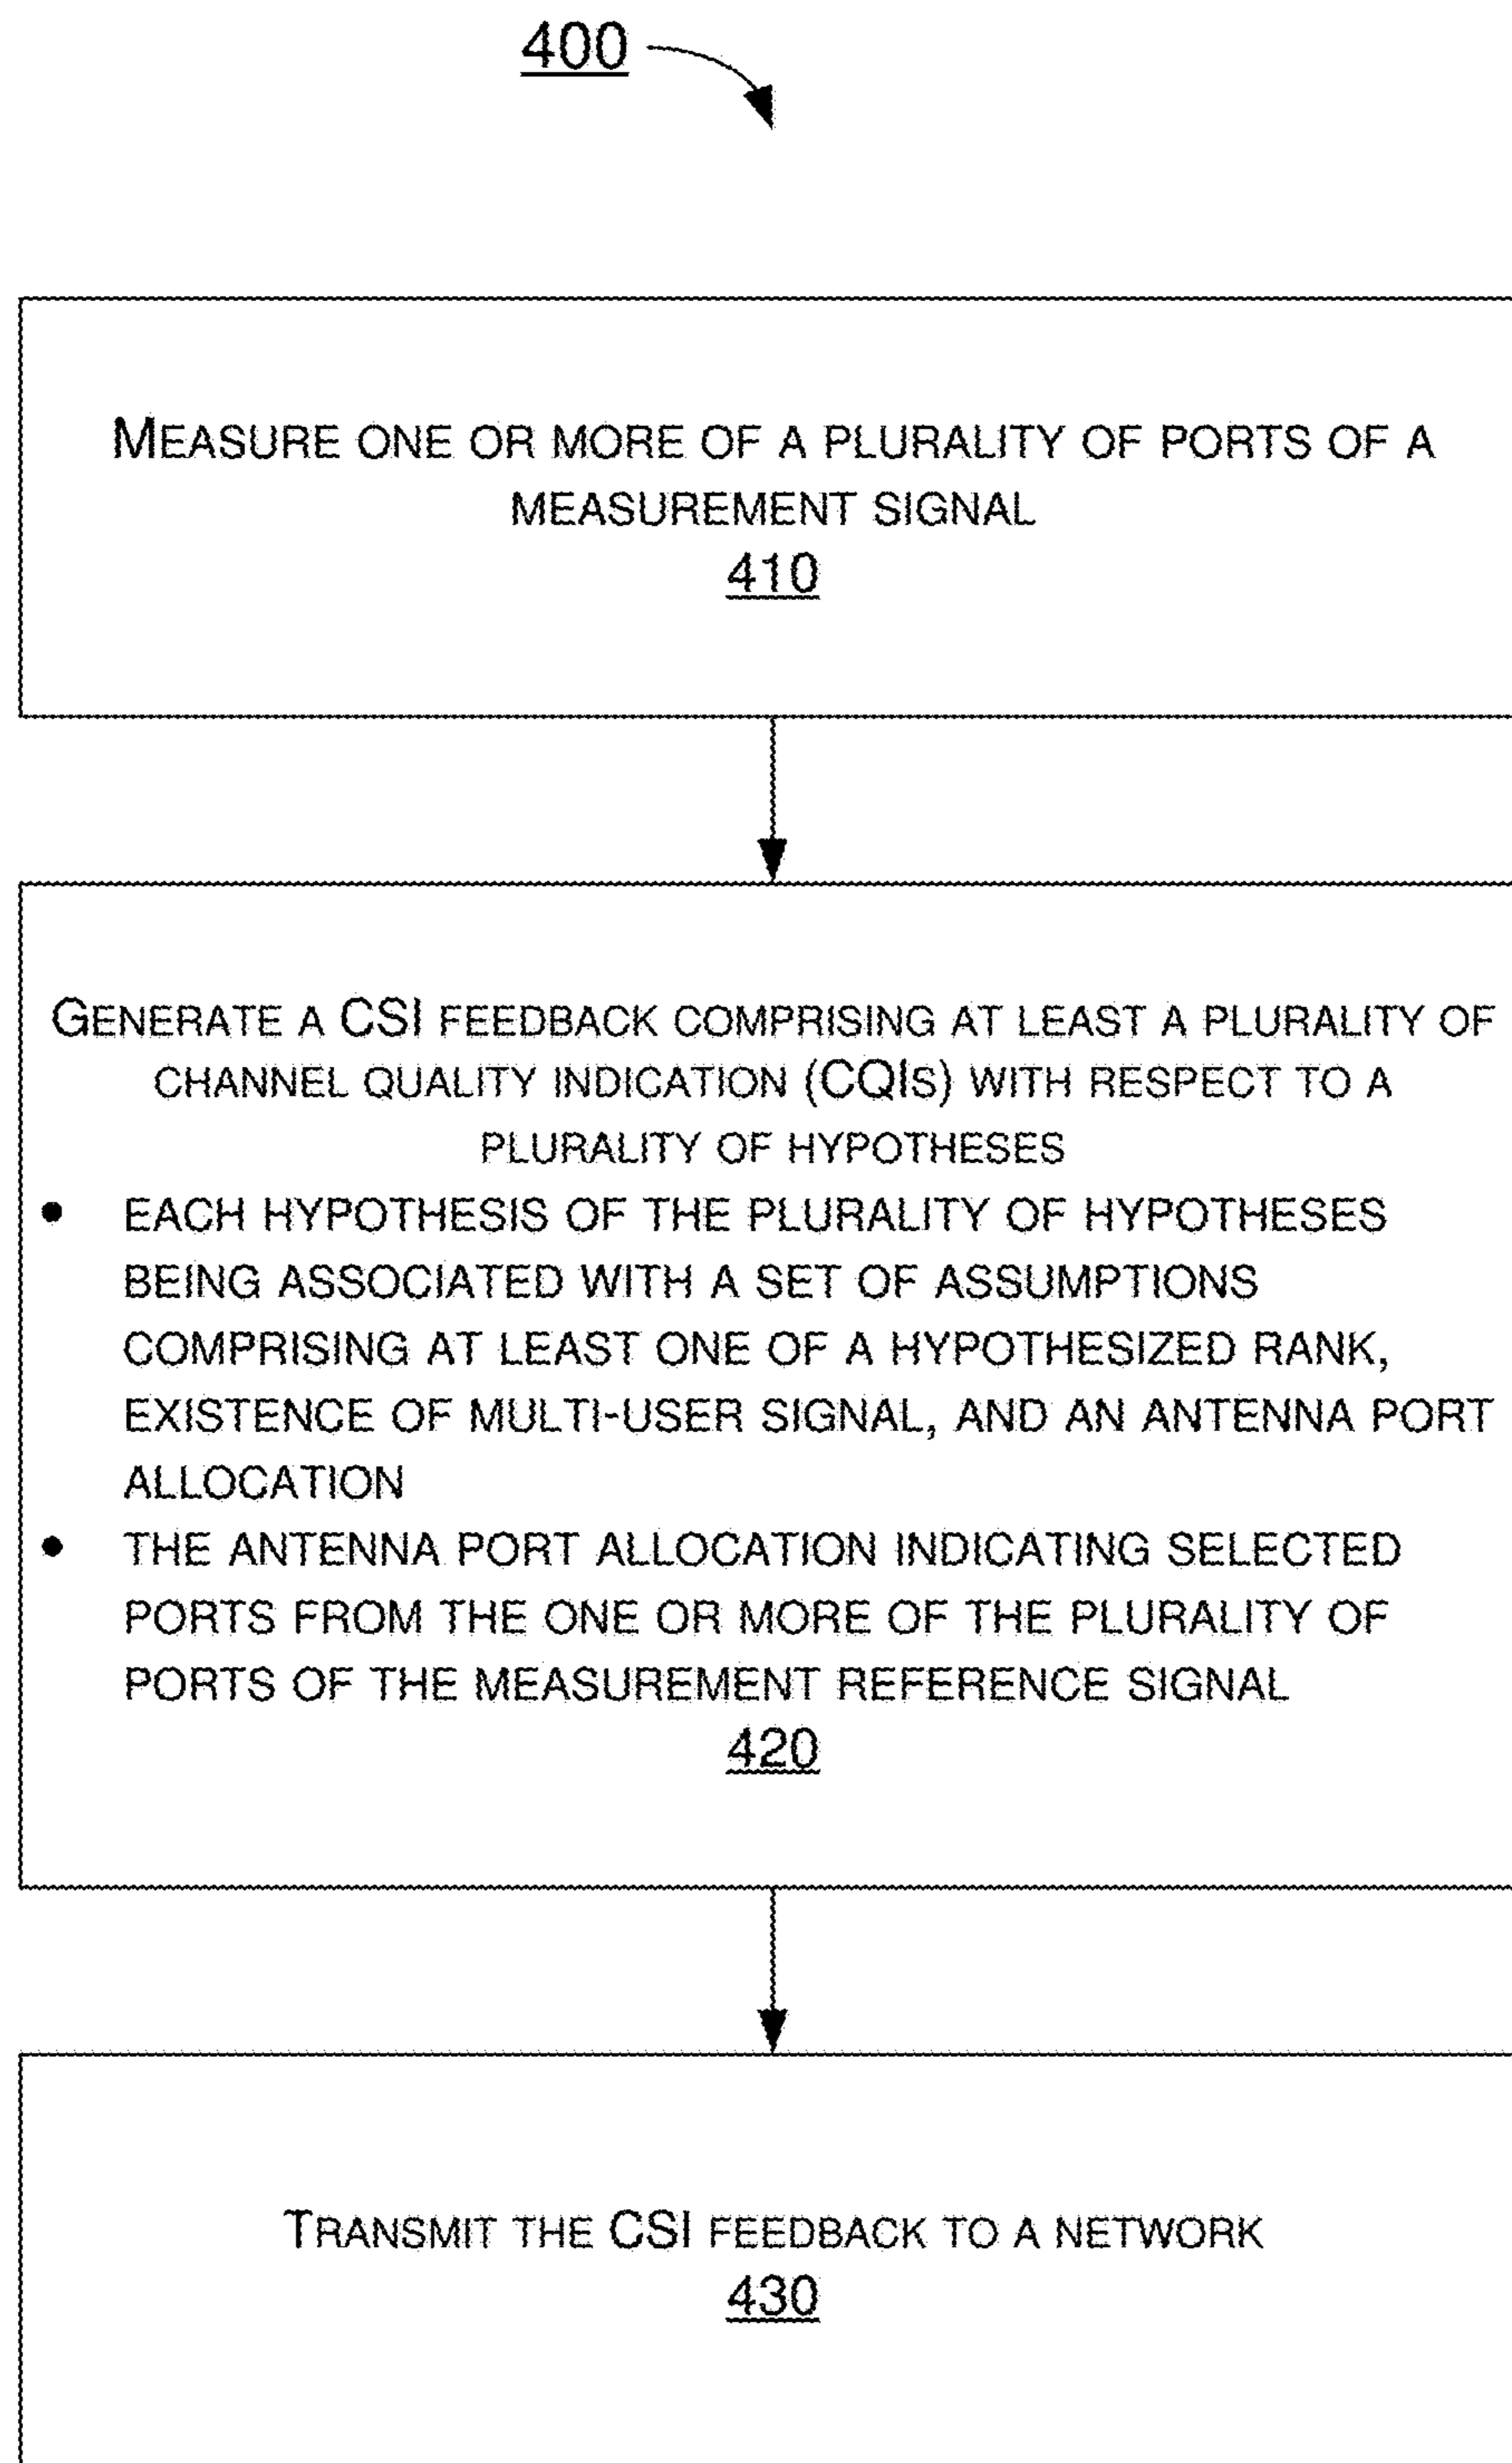 400
MEASURE ONE OR MORE OF A PLURALITY OF PORTS OF A
MEASUREMENT SIGNAL
410
GENERATE A CSI FEEDBACK COMPRISING AT LEAST A PLURALITY OF
CHANNEL QUALITY INDICATION (CQIS) WITH RESPECT TO A
PLURALITY OF HYPOTHESES
• EACH HYPOTHESIS OF THE PLURALITY OF HYPOTHESES
BEING ASSOCIATED WITH A SET OF ASSUMPTIONS
COMPRISING AT LEAST ONE OF A HYPOTHESIZED RANK,
EXISTENCE OF MULTI-USER SIGNAL, AND AN ANTENNA PORT
ALLOCATION
• THE ANTENNA PORT ALLOCATION INDICATING SELECTED
PORTS FROM THE ONE OR MORE OF THE PLURALITY OF
PORTS OF THE MEASUREMENT REFERENCE SIGNAL
420
TRANSMIT THE CSI FEEDBACK TO A NETWORK
430